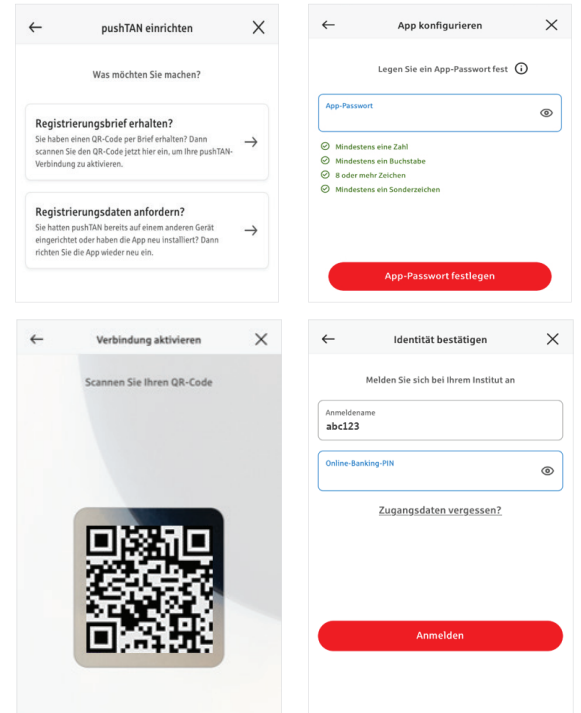 pushTAN einrichten
Was möchten Sie machen?
Registrierungsbrief erhalten?
Sie haben einen QR-Code per Brief erhalten? Dann
scannen Sie den QR-Code jetzt hier ein, um Ihre pushTAN-
Verbindung zu aktivieren.
Registrierungsdaten anfordern?
Sie hatten pushTAN bereits auf einem anderen Gerät
eingerichtet oder haben die App neu installiert? Dann
richten Sie die App wieder neu ein.
App konfigurieren
Legen Sie ein App-Passwort fest
App-Passwort
Mindestens eine Zahl
Mindestens ein Buchstabe
8 oder mehr Zeichen
Mindestens ein Sonderzeichen
App-Passwort festlegen
Verbindung aktivieren
Scannen Sie Ihren QR-Code
Identität bestätigen
Melden Sie sich bei Ihrem Institut an
Anmeldename
abc123
Online-Banking-PIN
Zugangsdaten vergessen?
Anmelden